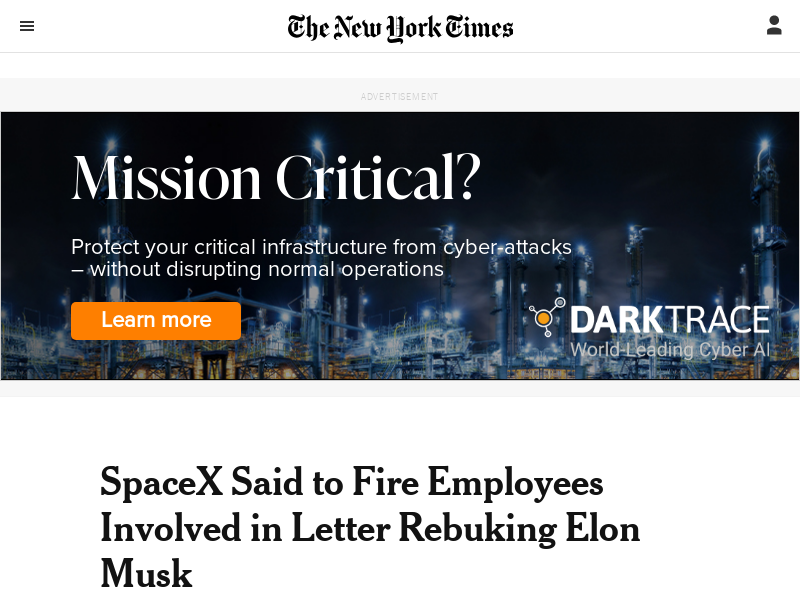 The New York Times
ADVERTISEMENT
Mission Critical?
Protect your critical infrastructure from cyber-attacks
– without disrupting normal operations
Learn more
DARKTRACE
World-Leading Cyber AI
SpaceX Said to Fire Employees
Involved in Letter Rebuking Elon
Musk